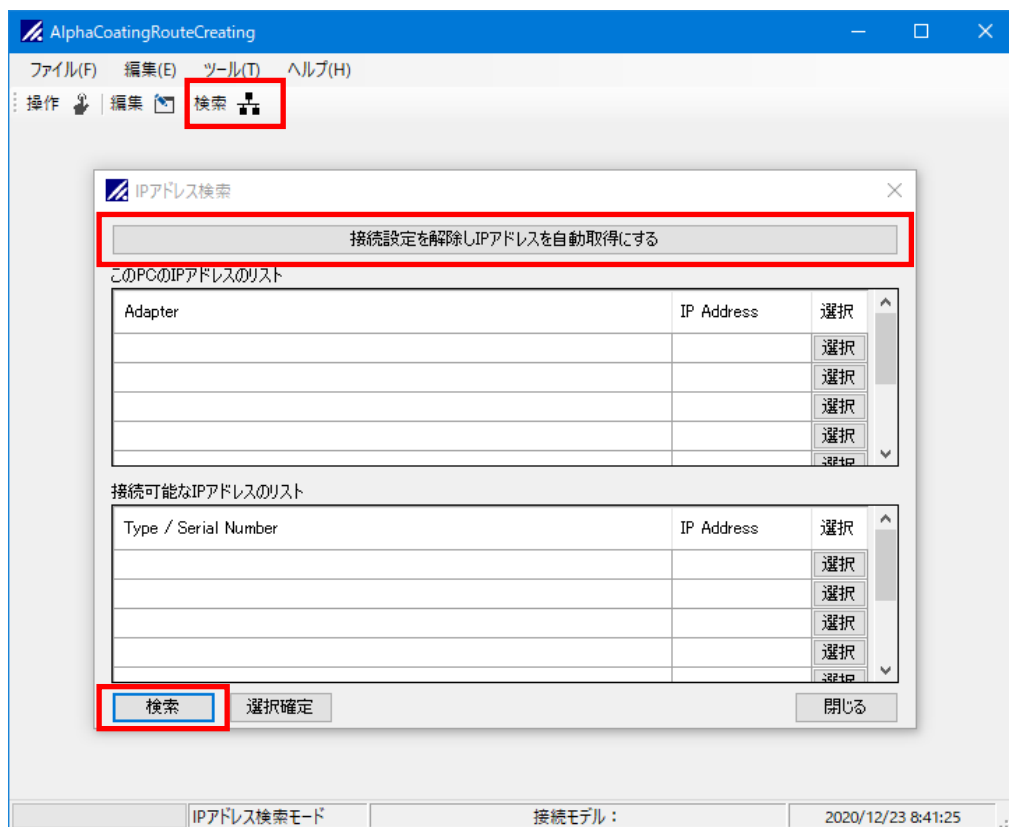 AlphaCoatingRouteCreating
ファイル(F) 編集(E) ツール(T) ヘルプ(H)
操作 編集 検索
IPアドレス検索
接続設定を解除しIPアドレスを自動取得にする
このPCのIPアドレスのリスト
Adapter IP Address 選択
選択
選択
選択
選択
選択
接続可能なIPアドレスのリスト
Type / Serial Number IP Address 選択
選択
選択
選択
選択
選択
検索 選択確定 閉じる
IPアドレス検索モード 接続モデル： 2020/12/23 8:41:25